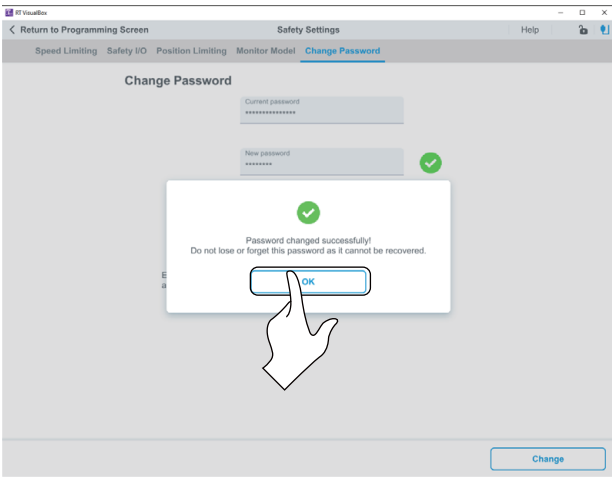 RT VisualBox
Return to Programming Screen Safety Settings Help
Speed Limiting Safety I/O Position Limiting Monitor Model Change Password
Change Password
Current password
***************
New password
********
Password changed successfully!
Do not lose or forget this password as it cannot be recovered.
E
a
OK
Change